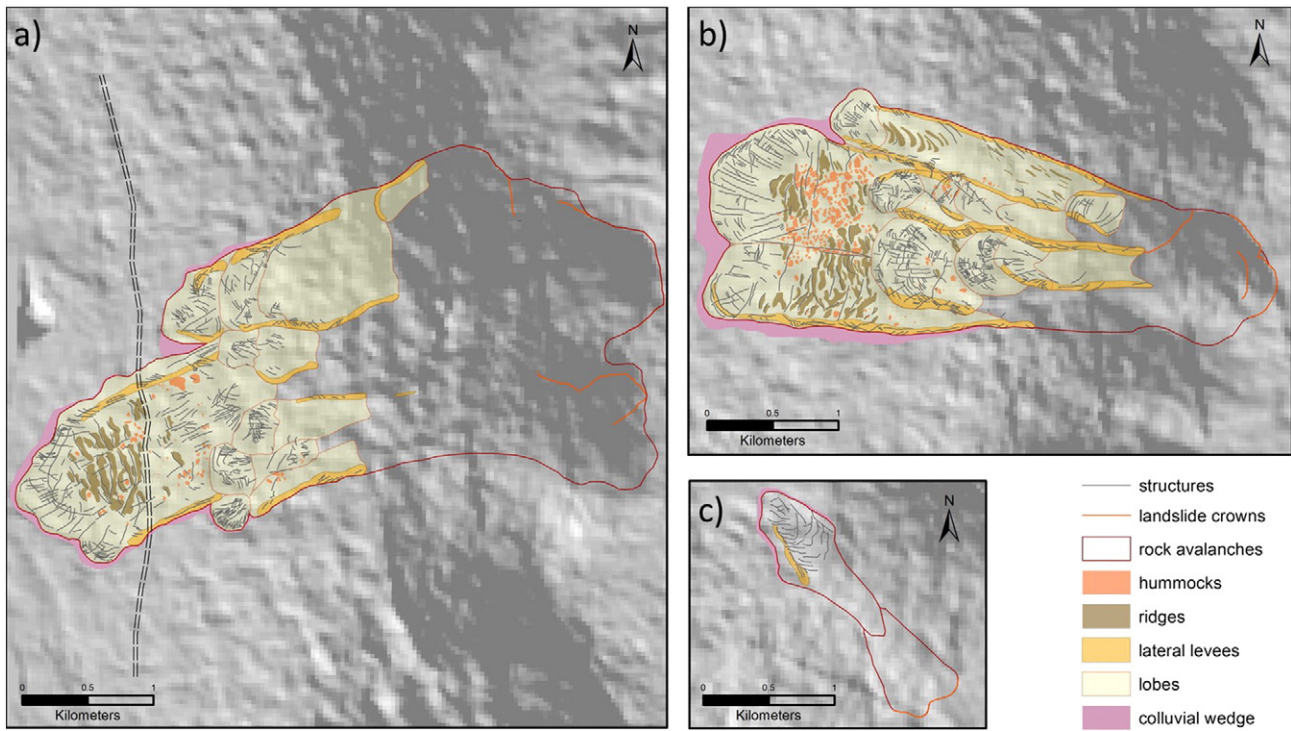 a)
N
0 0.5 1
Kilometers
b)
N
0 0.5 1
Kilometers
c)
N
0 0.5 1
Kilometers
structures
landslide crowns
rock avalanches
hummocks
ridges
lateral levees
lobes
colluvial wedge